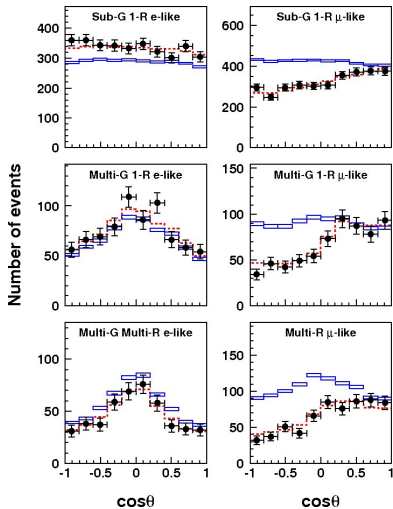 Sub-G 1-R e-like
400
300
200
100
0
Sub-G 1-R μ-like
600
400
200
0
Number of events
Multi-G 1-R e-like
100
50
0
Multi-G 1-R μ-like
150
100
50
0
Multi-G Multi-R e-like
100
50
0
-1 -0.5 0 0.5 1
cosθ
Multi-R μ-like
150
100
50
0
-1 -0.5 0 0.5 1
cosθ